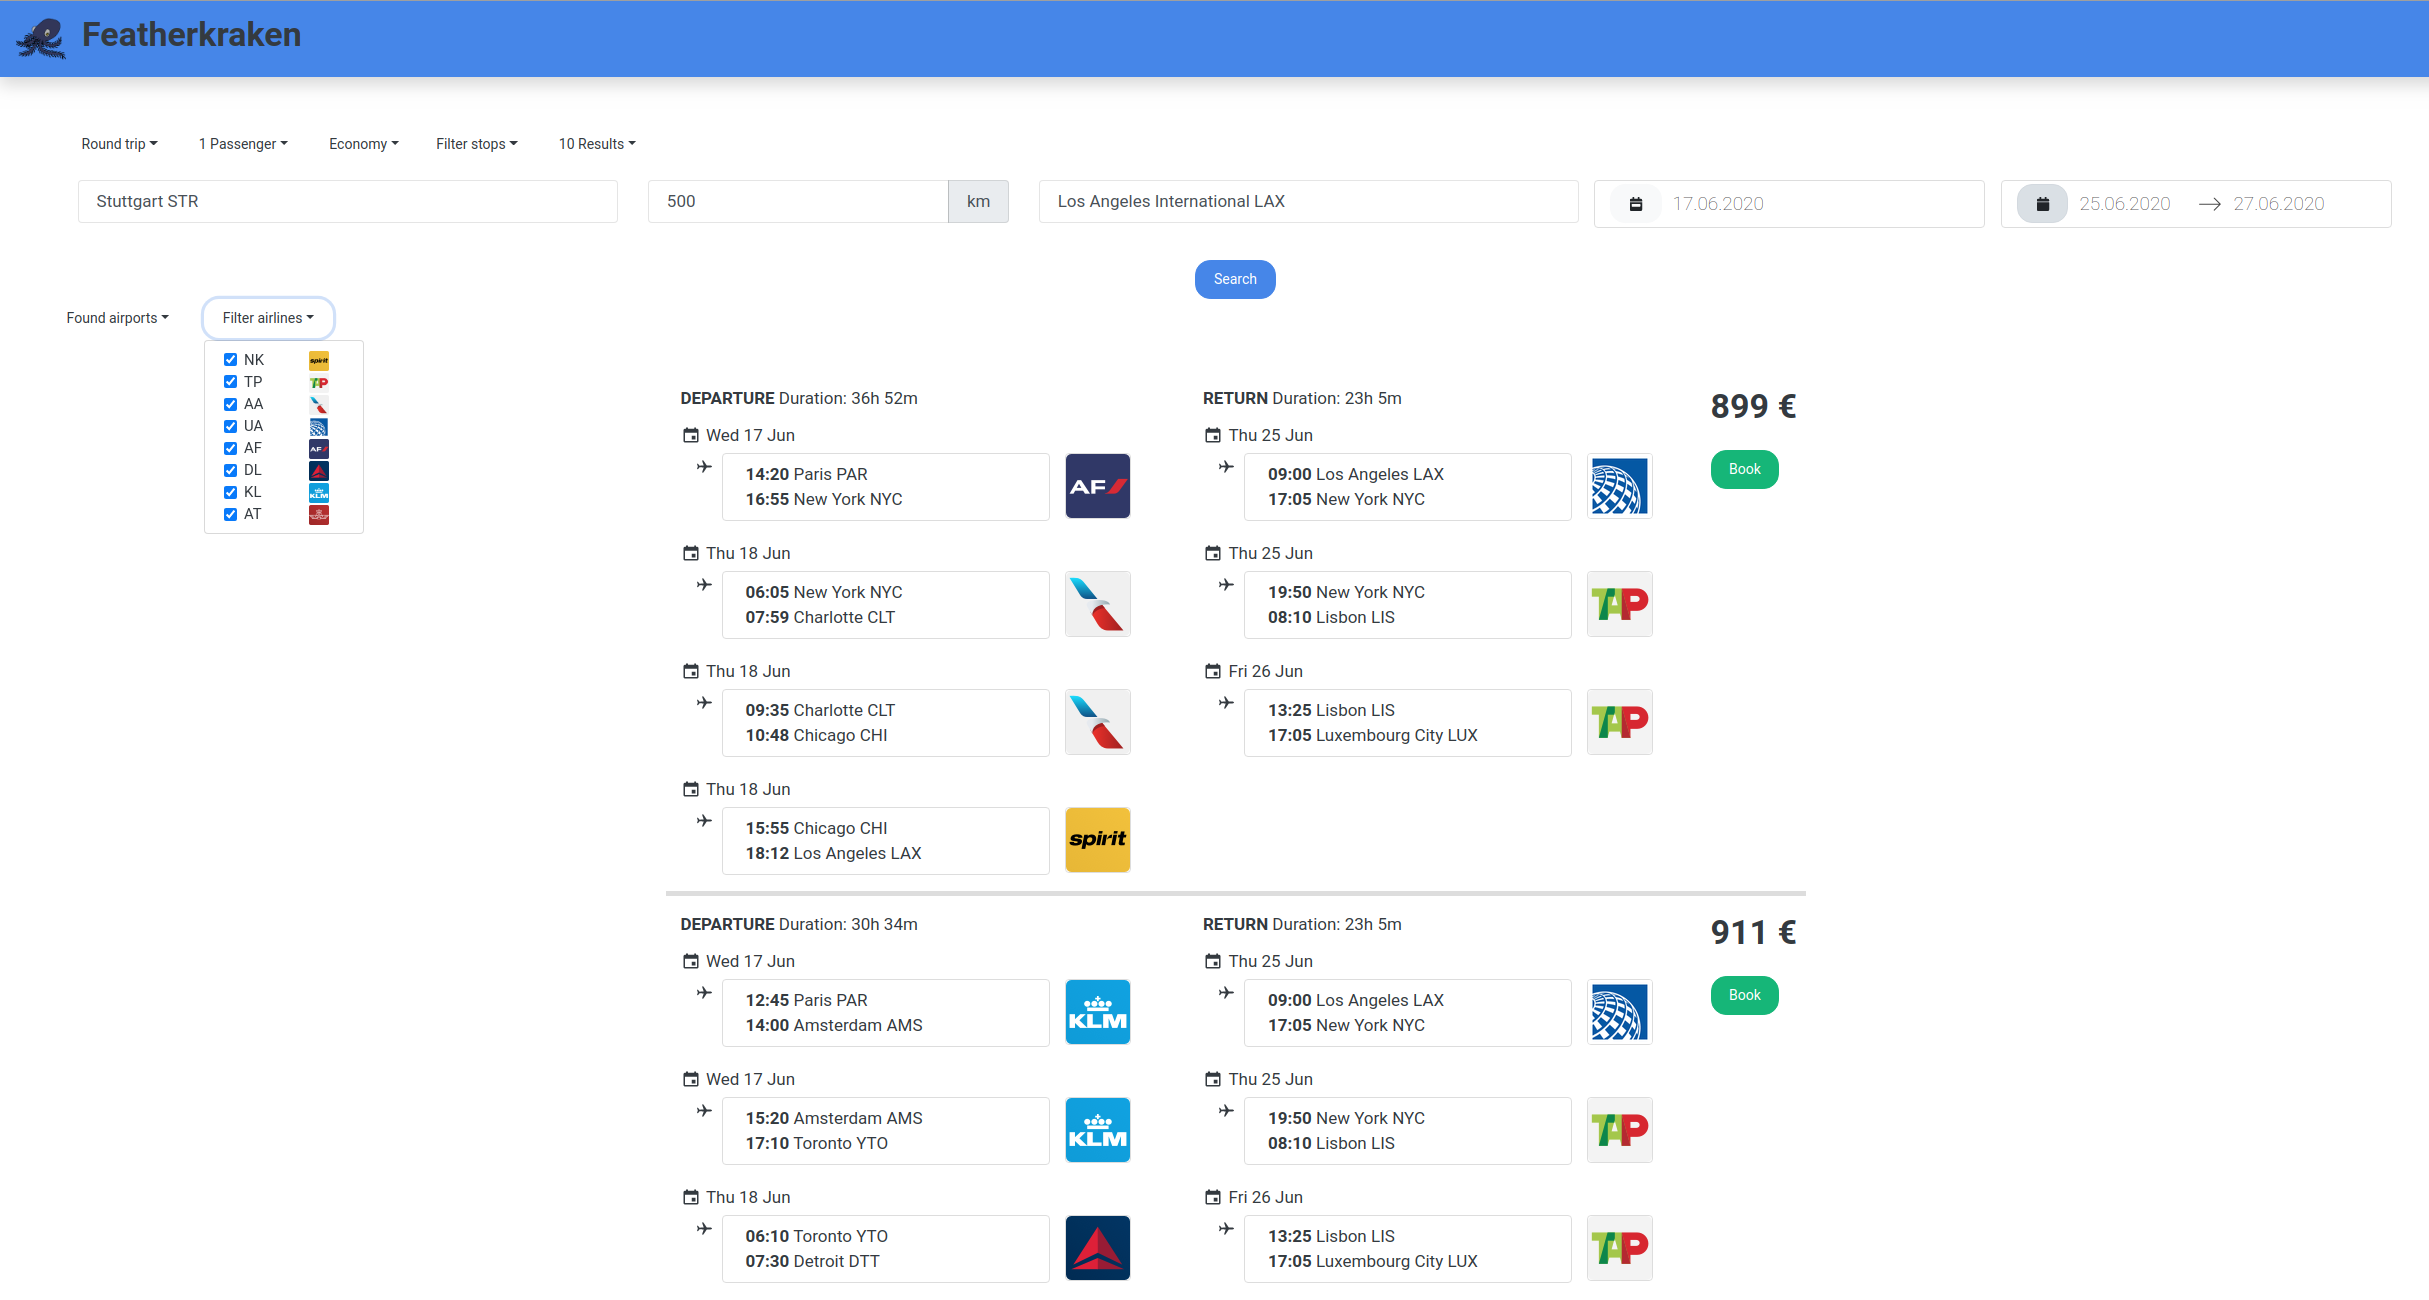 Featherkraken
Round trip 1 Passenger Economy Filter stops 10 Results
Stuttgart STR 500 km Los Angeles International LAX 17.06.2020 25.06.2020 → 27.06.2020
Search
Found airports Filter airlines
NK spirit
TP TAP
AA
UA
AF AF
DL
KL KLM
AT
DEPARTURE Duration: 36h 52m
Wed 17 Jun
14:20 Paris PAR
16:55 New York NYC
AF
Thu 18 Jun
06:05 New York NYC
07:59 Charlotte CLT
Thu 18 Jun
09:35 Charlotte CLT
10:48 Chicago CHI
Thu 18 Jun
15:55 Chicago CHI
18:12 Los Angeles LAX
spirit
RETURN Duration: 23h 5m
Thu 25 Jun
09:00 Los Angeles LAX
17:05 New York NYC
Thu 25 Jun
19:50 New York NYC
08:10 Lisbon LIS
TAP
Fri 26 Jun
13:25 Lisbon LIS
17:05 Luxembourg City LUX
TAP
899 €
Book
DEPARTURE Duration: 30h 34m
Wed 17 Jun
12:45 Paris PAR
14:00 Amsterdam AMS
KLM
Wed 17 Jun
15:20 Amsterdam AMS
17:10 Toronto YTO
KLM
Thu 18 Jun
06:10 Toronto YTO
07:30 Detroit DTT
RETURN Duration: 23h 5m
Thu 25 Jun
09:00 Los Angeles LAX
17:05 New York NYC
Thu 25 Jun
19:50 New York NYC
08:10 Lisbon LIS
TAP
Fri 26 Jun
13:25 Lisbon LIS
17:05 Luxembourg City LUX
TAP
911 €
Book